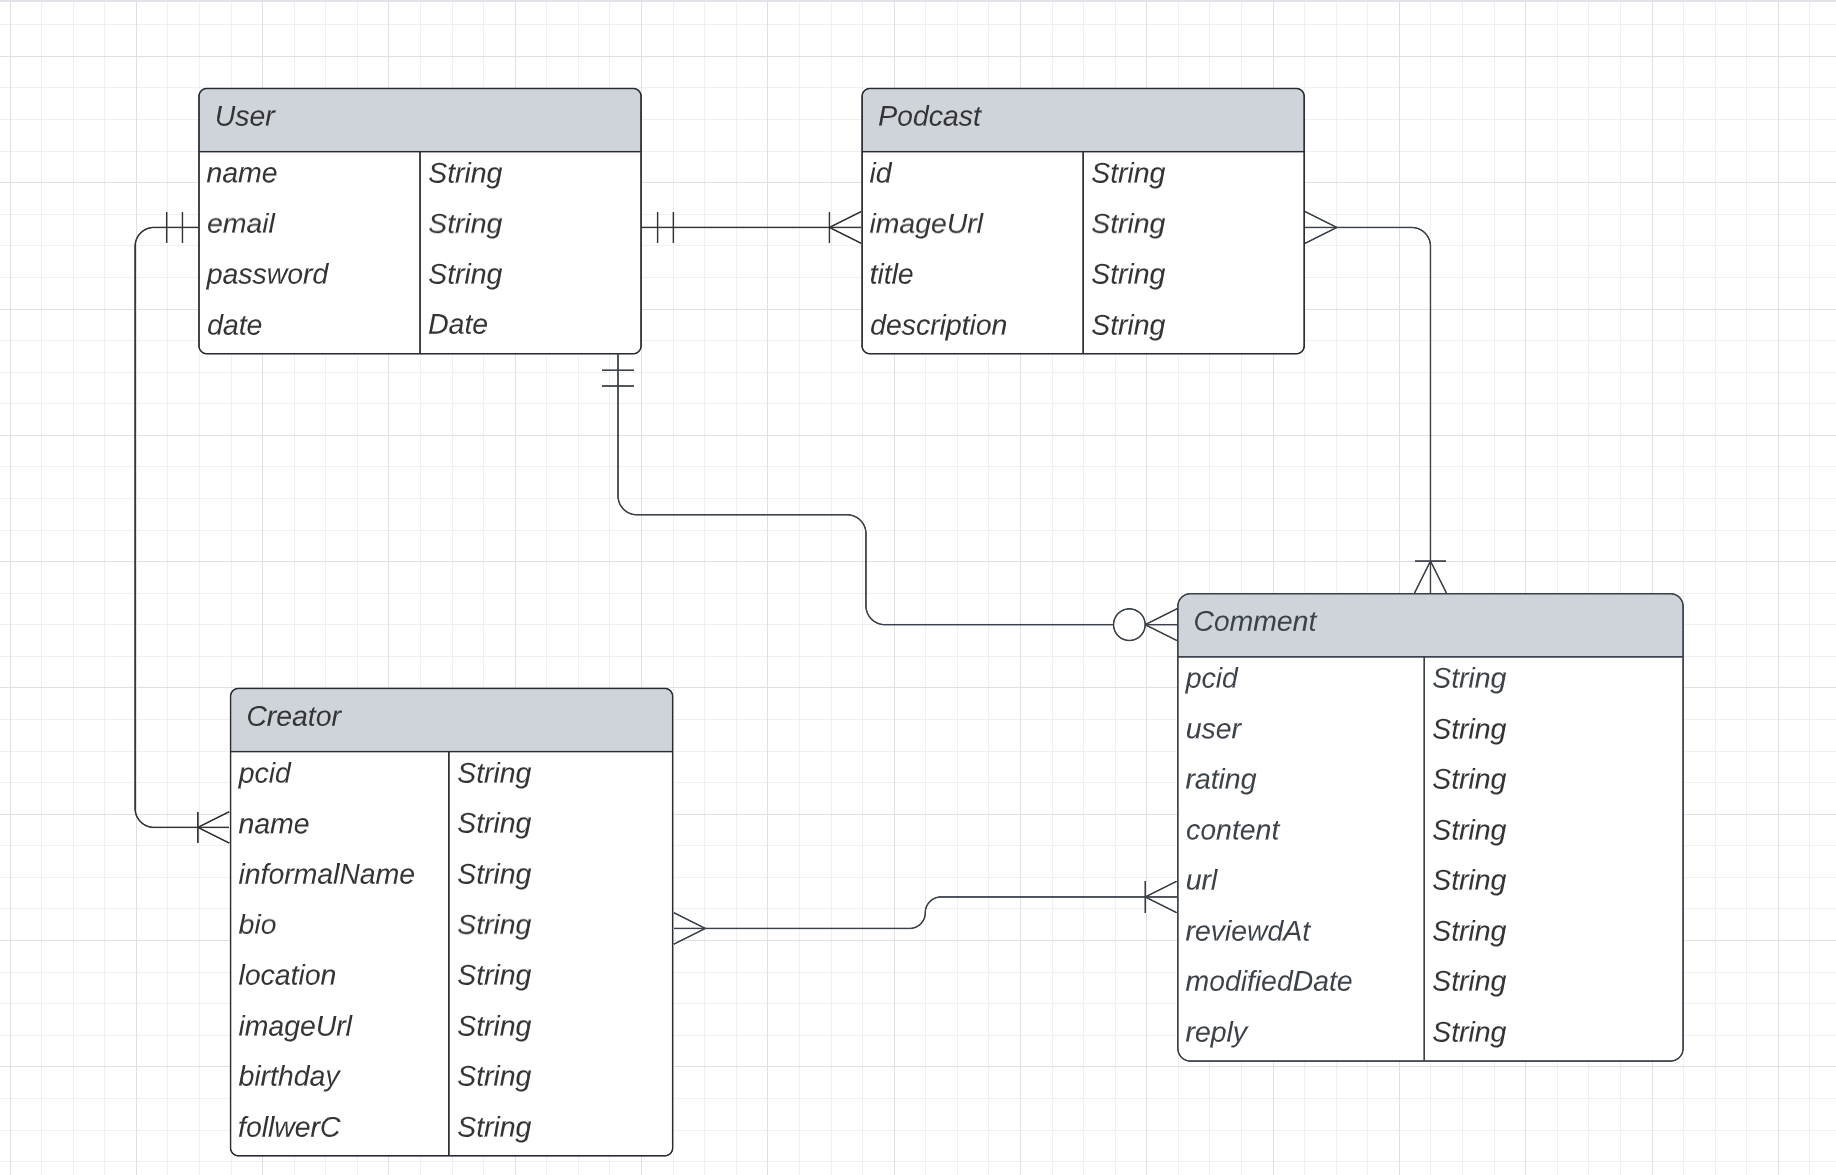 User
name String
email String
password String
date Date
Podcast
id String
imageUrl String
title String
description String
Creator
pcid String
name String
informalName String
bio String
location String
imageUrl String
birthday String
follwerC String
Comment
pcid String
user String
rating String
content String
url String
reviewdAt String
modifiedDate String
reply String